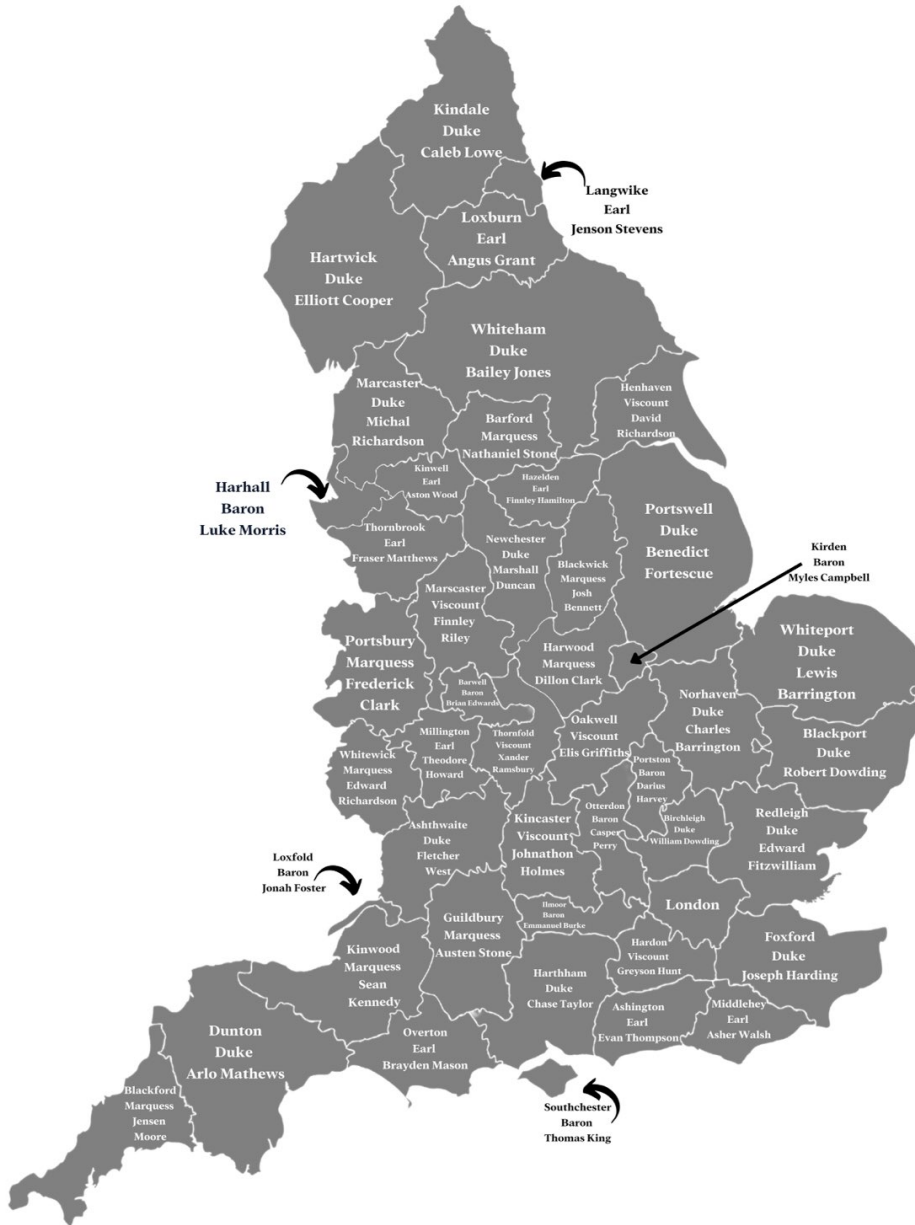 Kindale
Duke
Caleb Lowe
Langwike
Earl
Jenson Stevens
Loxburn
Earl
Angus Grant
Hartwick
Duke
Elliott Cooper
Whiteham
Duke
Bailey Jones
Marcaster
Duke
Michal
Richardson
Henhaven
Viscount
David
Richardson
Barford
Marquess
Nathaniel Stone
Kinwell
Earl
Aston Wood
Hazelden
Earl
Finnley Hamilton
Harhall
Baron
Luke Morris
Portswell
Duke
Benedict
Fortescue
Thornbrook
Earl
Fraser Matthews
Newchester
Duke
Marshall
Duncan
Blackwick
Marquess
Josh
Bennett
Kirden
Baron
Myles Campbell
Marscaster
Viscount
Finnley
Riley
Portsbury
Marquess
Frederick
Clark
Harwood
Marquess
Dillon Clark
Whiteport
Duke
Lewis
Barrington
Barwell
Baron
Brian Edwards
Norhaven
Duke
Charles
Barrington
Oakwell
Viscount
Elis Griffiths
Blackport
Duke
Robert Dowding
Millington
Earl
Theodore
Howard
Thornfold
Viscount
Xander
Ramsbury
Whitewick
Marquess
Edward
Richardson
Portston
Baron
Darius
Harvey
Otterdon
Baron
Casper
Perry
Birchleigh
Duke
William Dowding
Redleigh
Duke
Edward
Fitzwilliam
Ashthwaite
Duke
Fletcher
West
Kincaster
Viscount
Johnathon
Holmes
Loxfold
Baron
Jonah Foster
London
Ilmoor
Baron
Emmanuel Burke
Guildbury
Marquess
Austen Stone
Foxford
Duke
Joseph Harding
Kinwood
Marquess
Sean
Kennedy
Hardon
Viscount
Greyson Hunt
Harthham
Duke
Chase Taylor
Ashington
Earl
Evan Thompson
Middlehey
Earl
Asher Walsh
Dunton
Duke
Arlo Mathews
Overton
Earl
Brayden Mason
Blackford
Marquess
Jensen
Moore
Southchester
Baron
Thomas King